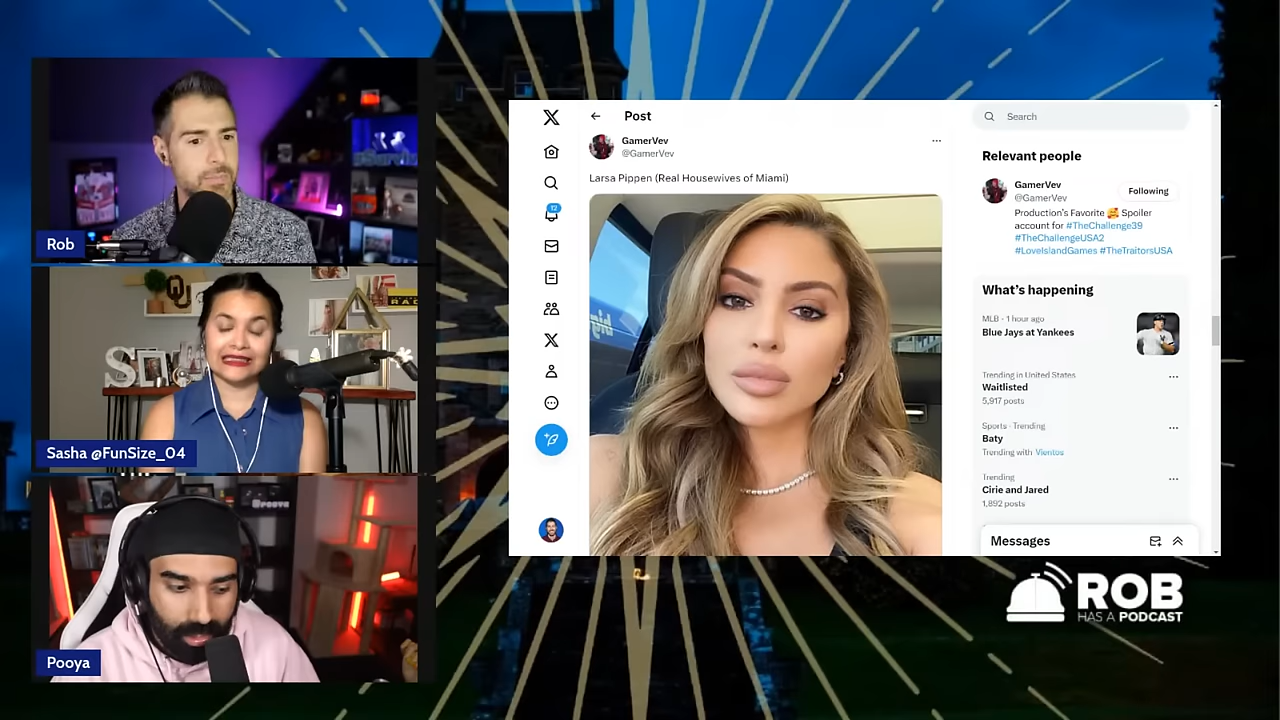 Rob
Sasha @FunSize_04
Pooya
Post
GamerVev
@GamerVev
Larsa Pippen (Real Housewives of Miami)
12
Search
Relevant people
GamerVev
@GamerVev
Following
Production's Favorite 🥰 Spoiler
account for #TheChallenge39
#TheChallengeUSA2
#LoveIslandGames #TheTraitorsUSA
What's happening
MLB · 1 hour ago
Blue Jays at Yankees
Trending in United States
Waitlisted
5,917 posts
Sports · Trending
Baty
Trending with Vientos
Trending
Cirie and Jared
1,892 posts
Messages
ROB
HAS A PODCAST